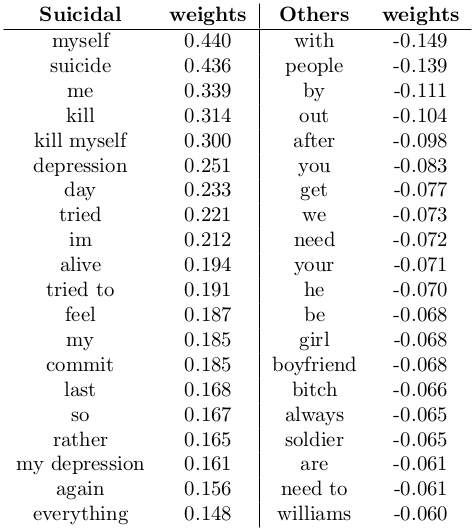 Suicidal weights Others weights
myself 0.440 with -0.149
suicide 0.436 people -0.139
me 0.339 by -0.111
kill 0.314 out -0.104
kill myself 0.300 after -0.098
depression 0.251 you -0.083
day 0.233 get -0.077
tried 0.221 we -0.073
im 0.212 need -0.072
alive 0.194 your -0.071
tried to 0.191 he -0.070
feel 0.187 be -0.068
my 0.185 girl -0.068
commit 0.185 boyfriend -0.068
last 0.168 bitch -0.066
so 0.167 always -0.065
rather 0.165 soldier -0.065
my depression 0.161 are -0.061
again 0.156 need to -0.061
everything 0.148 williams -0.060